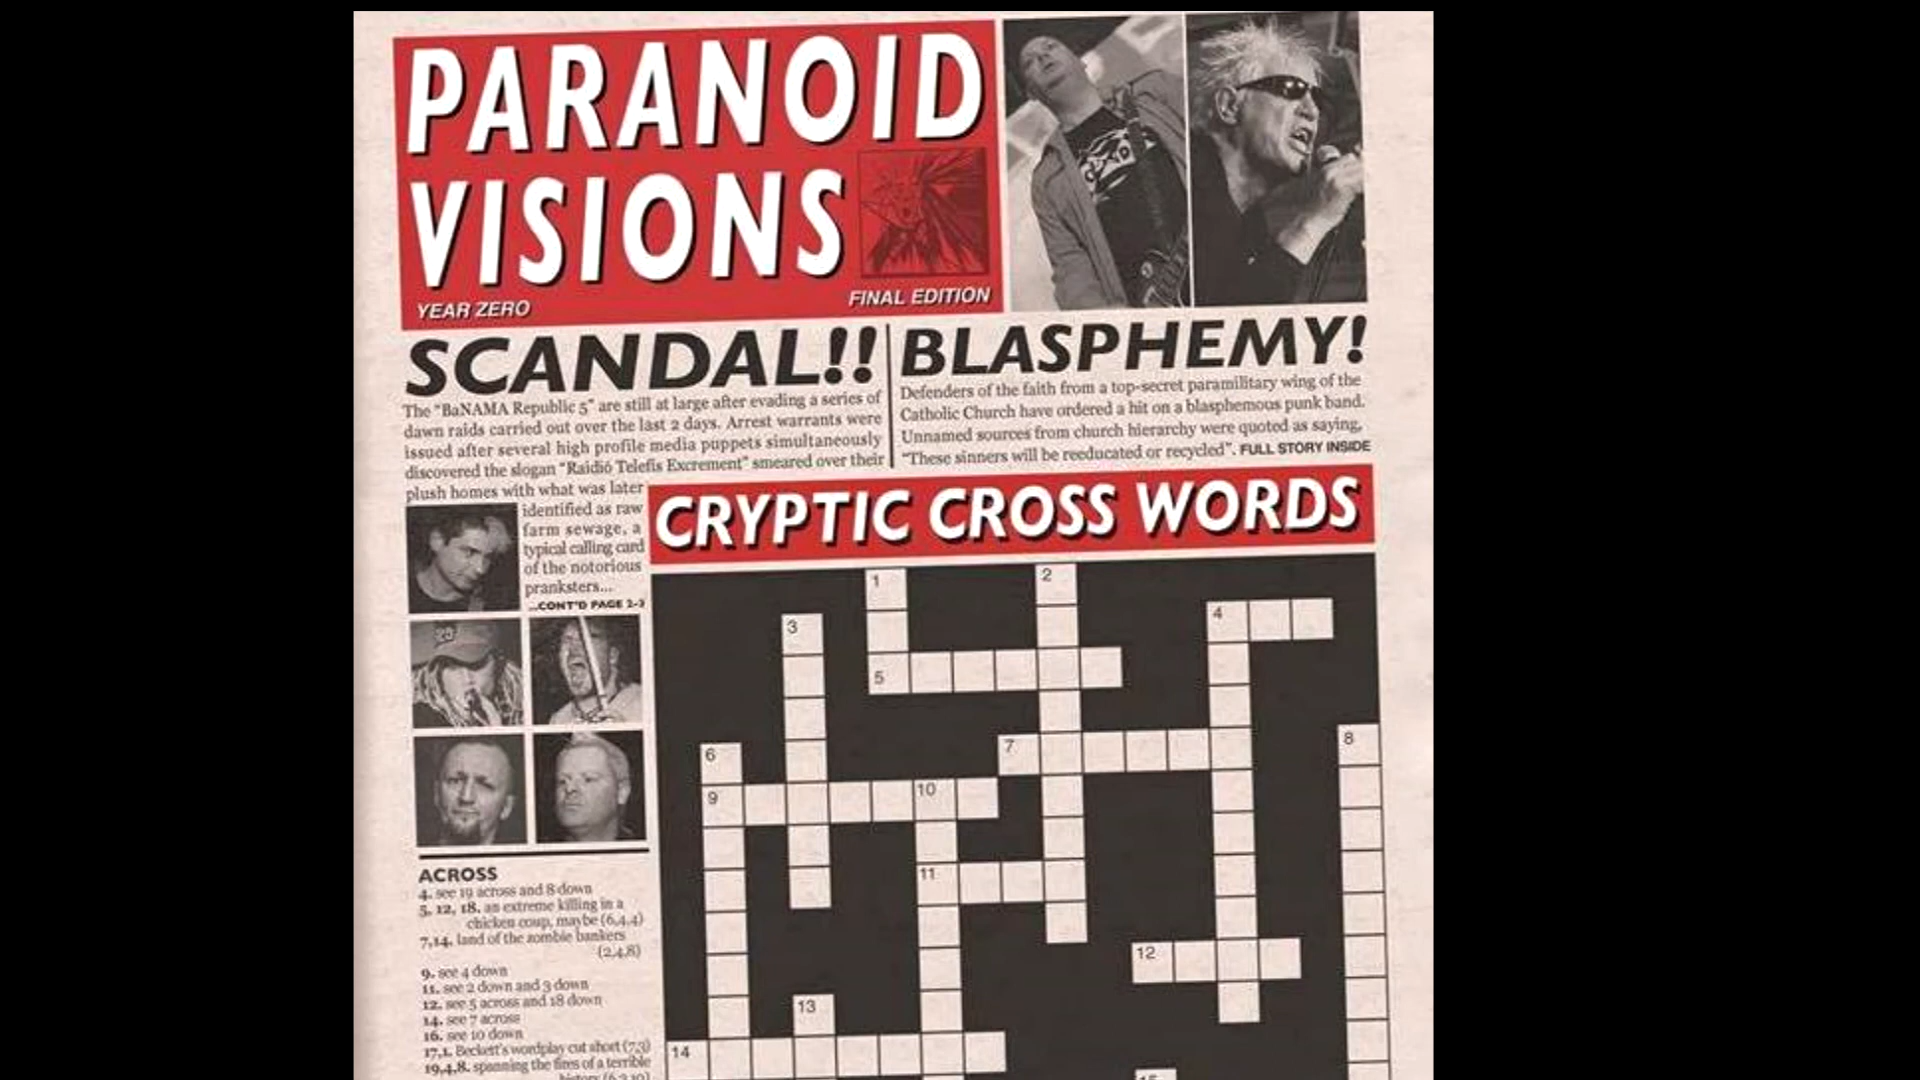 PARANOID
VISIONS
YEAR ZERO
FINAL EDITION
SCANDAL!!
The "BaNAMA Republic 5" are still at large after evading a series of
dawn raids carried out over the last 2 days. Arrest warrants were
issued after several high profile media puppets simultaneously
discovered the slogan "Raidió Telefís Excrement" smeared over their
plush homes with what was later
identified as raw
farm sewage, a
typical calling card
of the notorious
pranksters...
...CONT'D PAGE 2-3
BLASPHEMY!
Defenders of the faith from a top-secret paramilitary wing of the
Catholic Church have ordered a hit on a blasphemous punk band.
Unnamed sources from church hierarchy were quoted as saying,
"These sinners will be reeducated or recycled". FULL STORY INSIDE
CRYPTIC CROSS WORDS
1
2
3
4
5
6
7
8
9
10
11
12
13
14
15
ACROSS
4. see 19 across and 8 down
5, 12, 18. an extreme killing in a
chicken coup, maybe (6,4,4)
7,14. land of the zombie bankers
(2,4,8)
9. see 4 down
11. see 2 down and 3 down
12. see 5 across and 18 down
14. see 7 across
16. see 10 down
17,1. Beckett's wordplay cut short (7,3)
19,4,8. spanning the fires of a terrible
history (6,3,10)